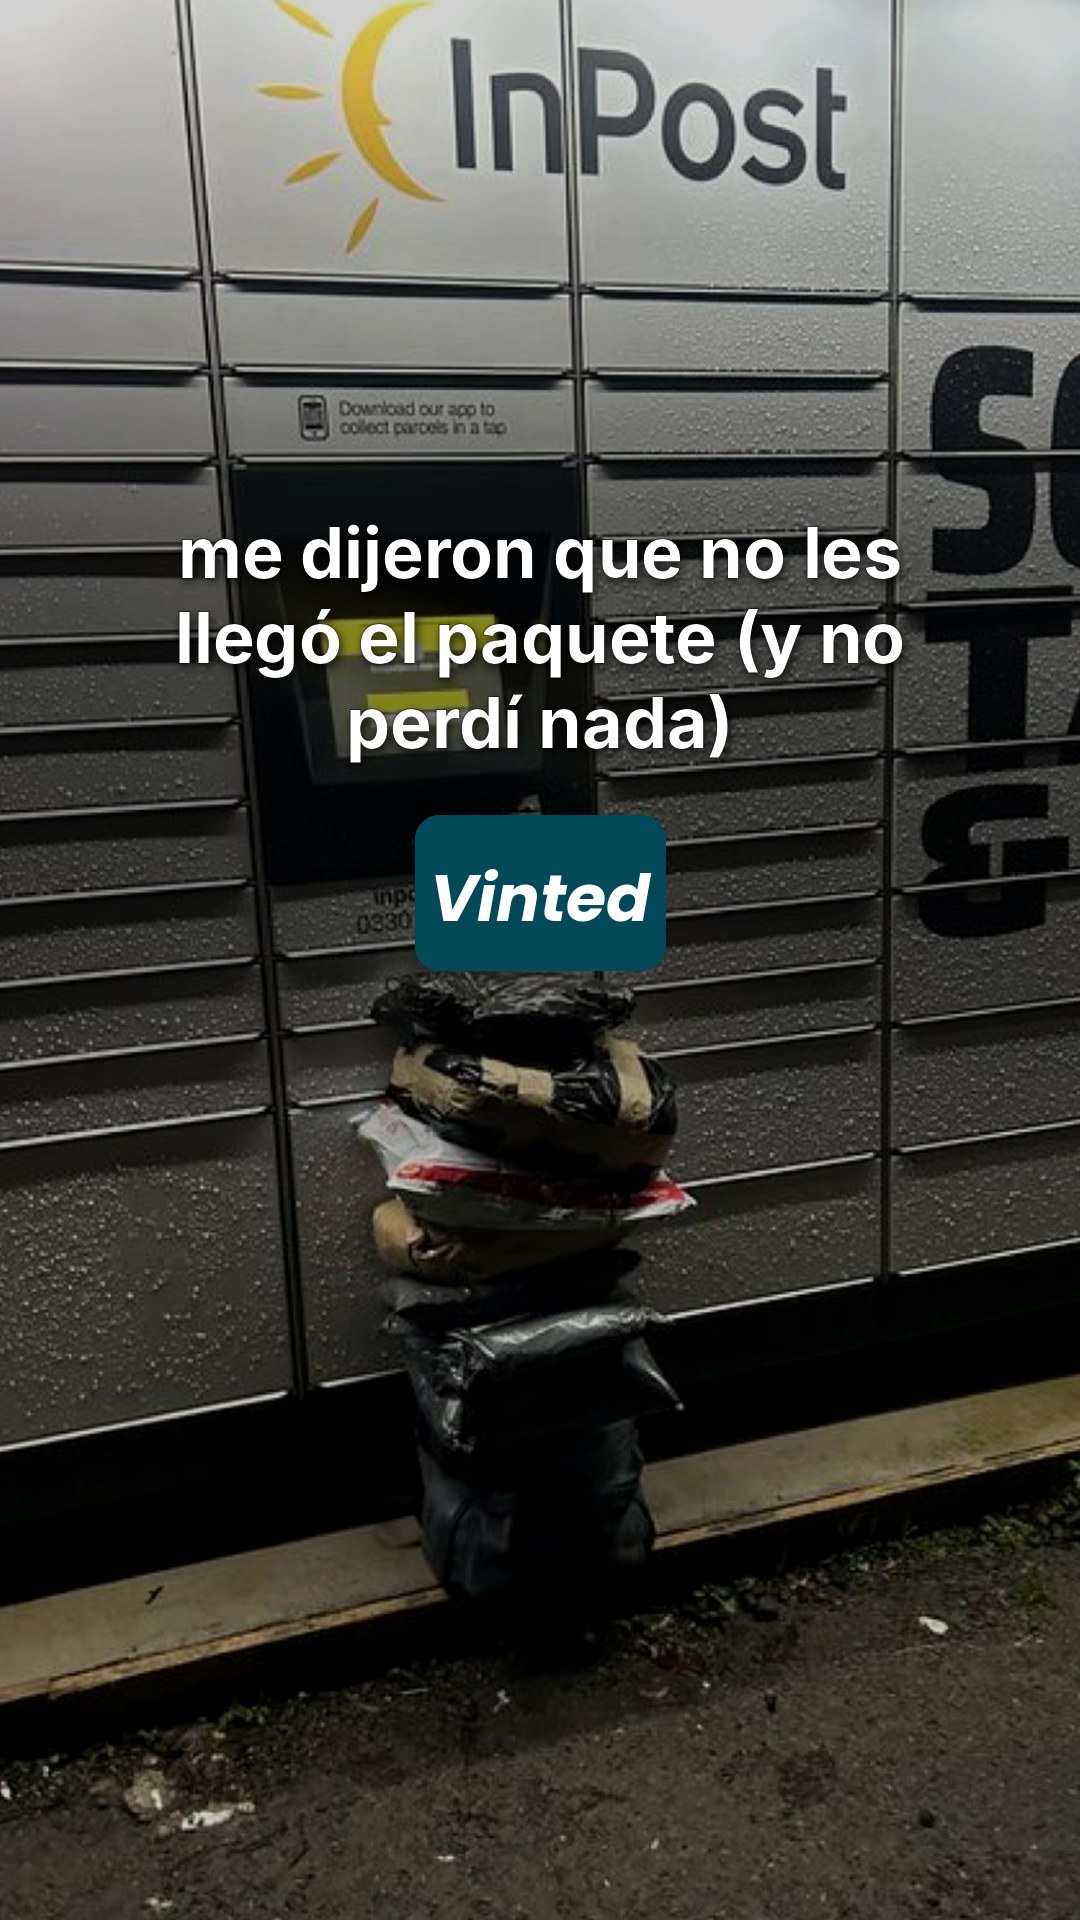 InPost
Download our app to
collect parcels in a tap
me dijeron que no les
llegó el paquete (y no
perdí nada)
Vinted
&